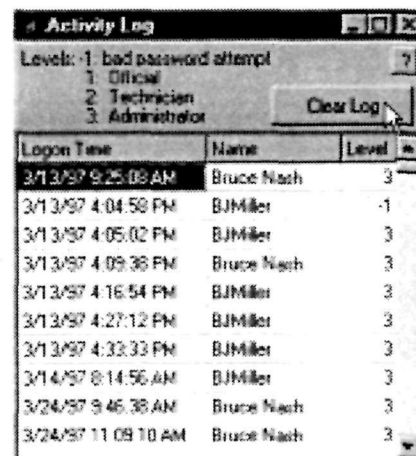 Activity Log
Levels: -1: bad password attempt
1: Official
2: Technician
3: Administrator
?
Clear Log
Logon Time Name Level
3/13/97 9:25:08 AM Bruce Nash 3
3/13/97 4:04:58 PM BJMiller -1
3/13/97 4:05:02 PM BJMiller 3
3/13/97 4:09:38 PM Bruce Nash 3
3/13/97 4:16:54 PM BJMiller 3
3/13/97 4:27:12 PM BJMiller 3
3/13/97 4:33:33 PM BJMiller 3
3/14/97 8:14:56 AM BJMiller 3
3/24/97 9:46:38 AM Bruce Nash 3
3/24/97 11:09:10 AM Bruce Nash 3